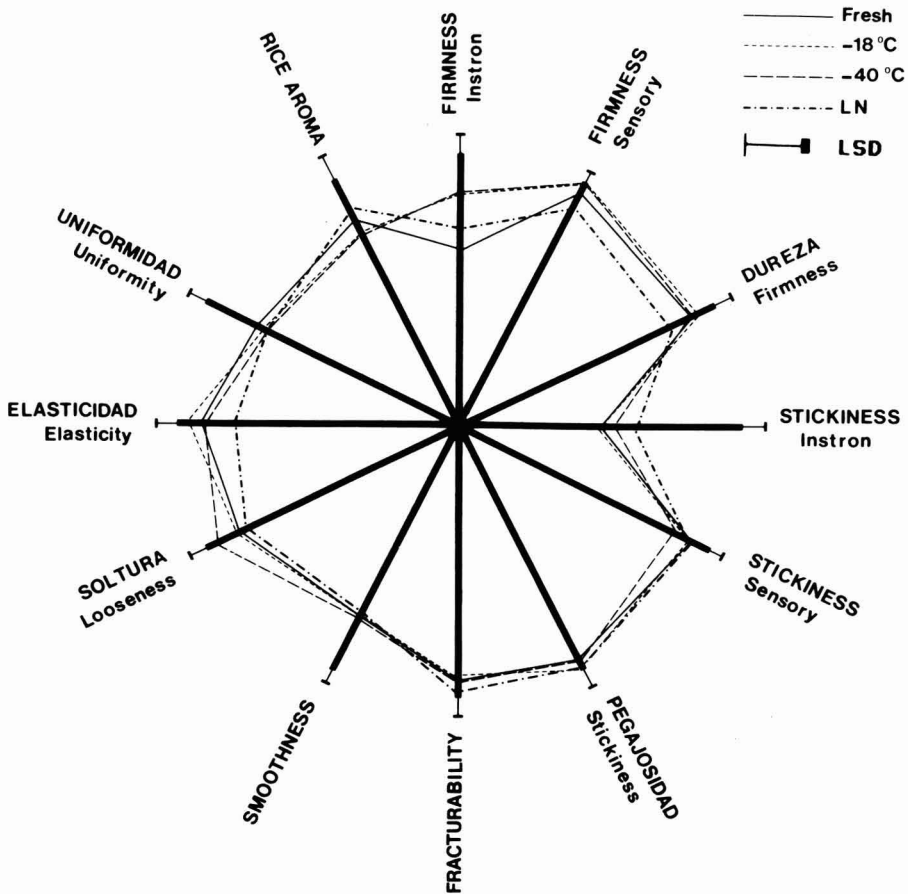 Fresh
-18 °C
-40 °C
LN
LSD
FIRMNESS
Instron
FIRMNESS
Sensory
DUREZA
Firmness
STICKINESS
Instron
STICKINESS
Sensory
PEGAJOSIDAD
Stickiness
FRACTURABILITY
SMOOTHNESS
SOLTURA
Looseness
ELASTICIDAD
Elasticity
UNIFORMIDAD
Uniformity
RICE AROMA